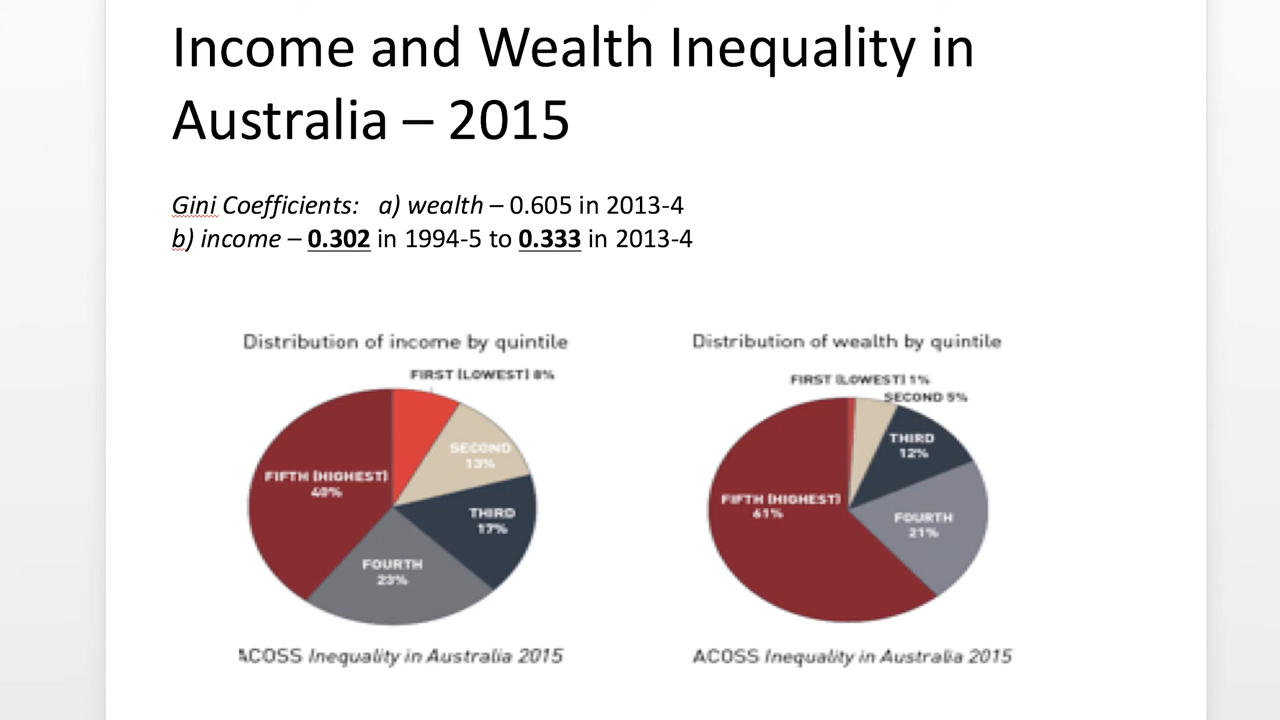 Income and Wealth Inequality in
Australia – 2015
Gini Coefficients: a) wealth – 0.605 in 2013-4
b) income – 0.302 in 1994-5 to 0.333 in 2013-4
Distribution of income by quintile
FIRST (LOWEST) 8%
SECOND
13%
THIRD
17%
FOURTH
23%
FIFTH (HIGHEST)
40%
ACOSS Inequality in Australia 2015
Distribution of wealth by quintile
FIRST (LOWEST) 1%
SECOND 5%
THIRD
12%
FOURTH
21%
FIFTH (HIGHEST)
61%
ACOSS Inequality in Australia 2015